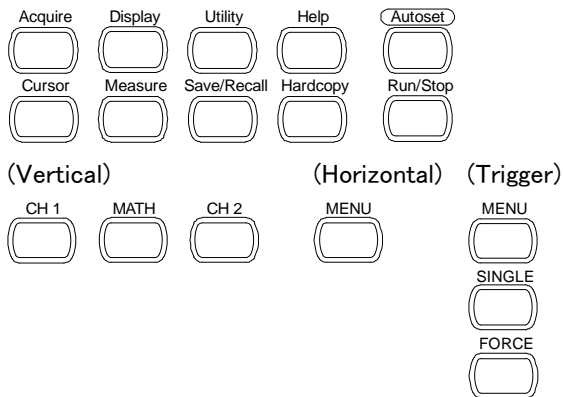 Acquire Display Utility Help Autoset
Cursor Measure Save/Recall Hardcopy Run/Stop
(Vertical) (Horizontal) (Trigger)
CH 1 MATH CH 2 MENU MENU
SINGLE
FORCE